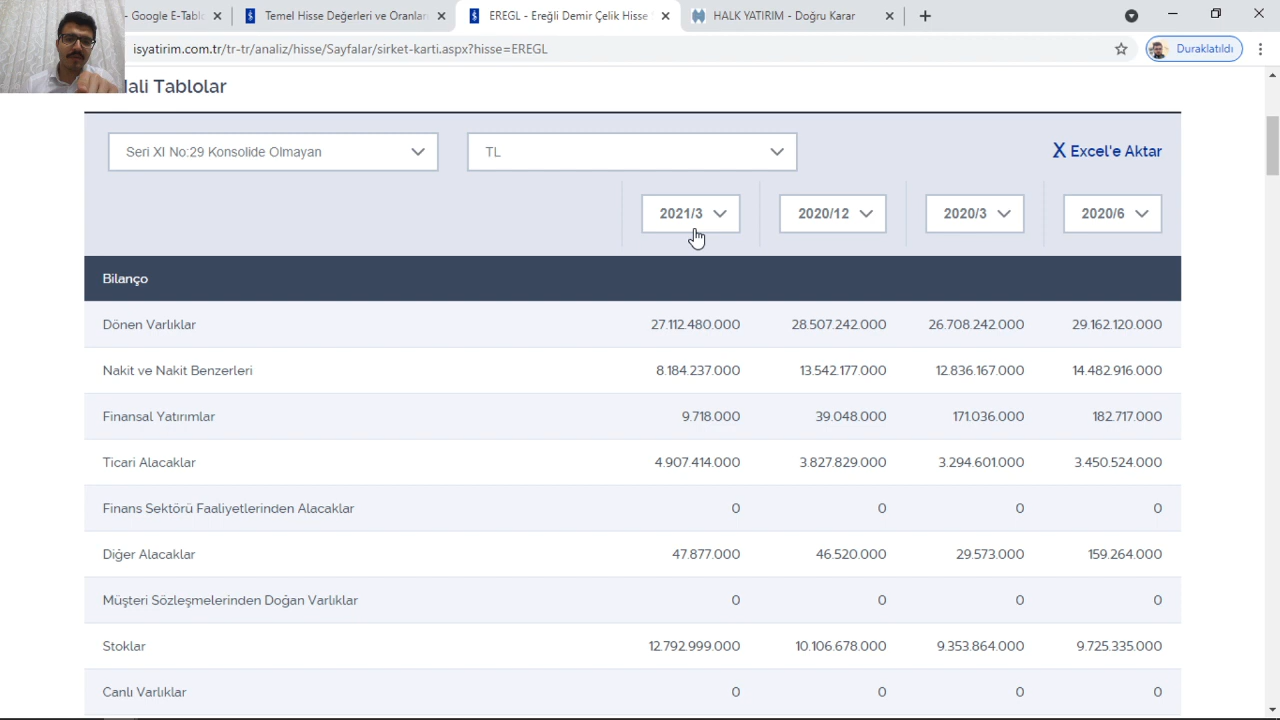 - Google E-Tablo
Temel Hisse Değerleri ve Oranları
EREGL - Ereğli Demir Çelik Hisse
HALK YATIRIM - Doğru Karar
isyatirim.com.tr/tr-tr/analiz/hisse/Sayfalar/sirket-karti.aspx?hisse=EREGL
Duraklatıldı
Mali Tablolar
Seri XI No:29 Konsolide Olmayan
TL
X Excel'e Aktar
2021/3 2020/12 2020/3 2020/6
Bilanço
Dönen Varlıklar 27.112.480.000 28.507.242.000 26.708.242.000 29.162.120.000
Nakit ve Nakit Benzerleri 8.184.237.000 13.542.177.000 12.836.167.000 14.482.916.000
Finansal Yatırımlar 9.718.000 39.048.000 171.036.000 182.717.000
Ticari Alacaklar 4.907.414.000 3.827.829.000 3.294.601.000 3.450.524.000
Finans Sektörü Faaliyetlerinden Alacaklar 0 0 0 0
Diğer Alacaklar 47.877.000 46.520.000 29.573.000 159.264.000
Müşteri Sözleşmelerinden Doğan Varlıklar 0 0 0 0
Stoklar 12.792.999.000 10.106.678.000 9.353.864.000 9.725.335.000
Canlı Varlıklar 0 0 0 0